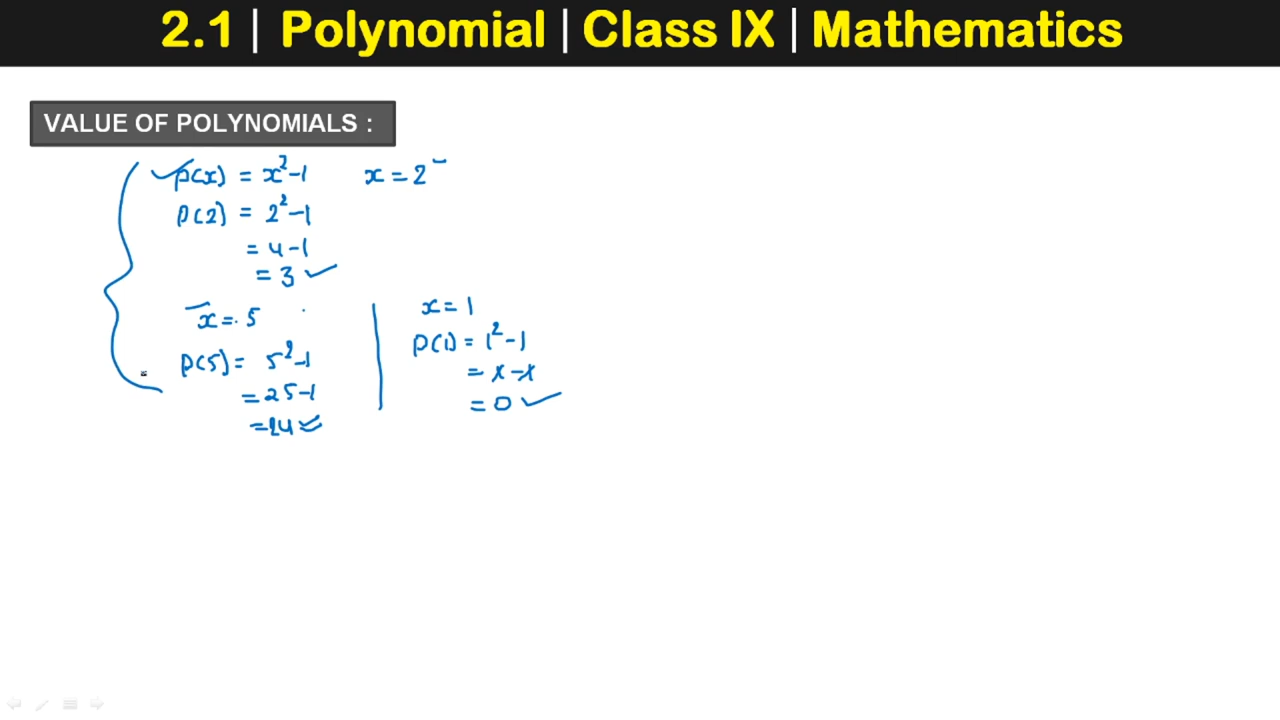 2.1 | Polynomial | Class IX | Mathematics
VALUE OF POLYNOMIALS :
p(x) = x²-1 x = 2
p(2) = 2²-1
= 4-1
= 3
x = 5
p(5) = 5²-1
= 25-1
= 24
x = 1
p(1) = 1²-1
= 1-1
= 0